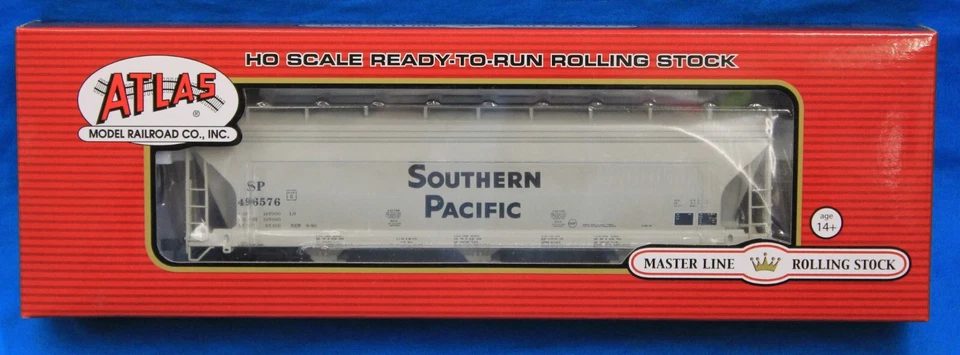 HO SCALE READY-TO-RUN ROLLING STOCK
ATLAS ®
MODEL RAILROAD CO., INC.
SP
496576
SOUTHERN
PACIFIC
age
14+
MASTER LINE ROLLING STOCK